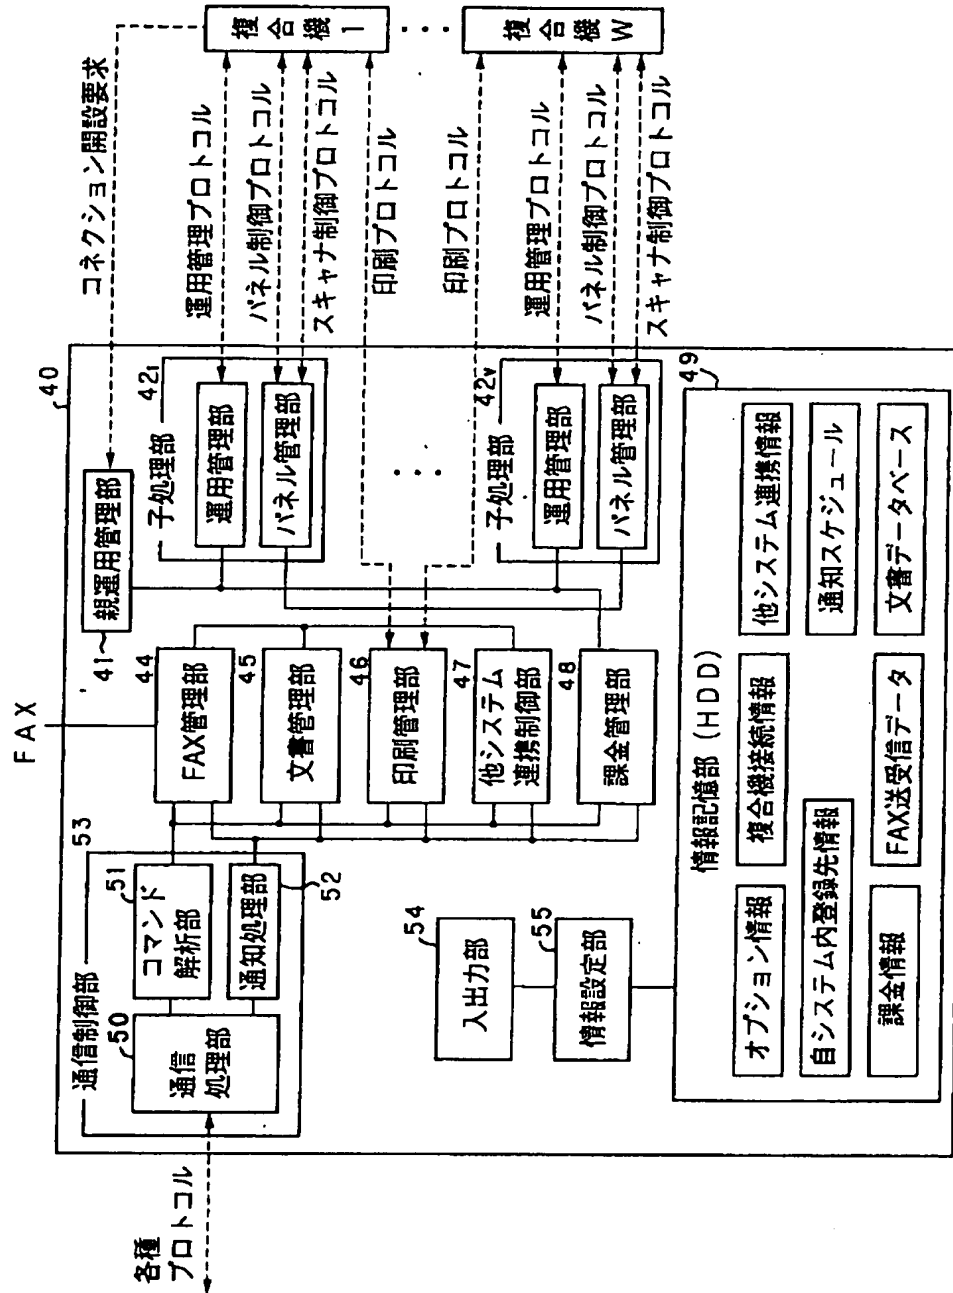 各種
プロトコル
FAX
40
53
通信制御部
50
通信
処理部
51
コマンド
解析部
通知処理部
52
41
親運用管理部
44
FAX管理部
45
文書管理部
46
印刷管理部
47
他システム
連携制御部
48
課金管理部
子処理部
42₁
運用管理部
パネル管理部
子処理部
42v
運用管理部
パネル管理部
コネクション開設要求
運用管理プロトコル
パネル制御プロトコル
スキャナ制御プロトコル
印刷プロトコル
印刷プロトコル
運用管理プロトコル
パネル制御プロトコル
スキャナ制御プロトコル
複合機1
複合機W
54
入出力部
55
情報設定部
49
情報記憶部(HDD)
オプション情報
複合機接続情報
他システム連携情報
自システム内登録先情報
通知スケジュール
課金情報
FAX送受信データ
文書データベース